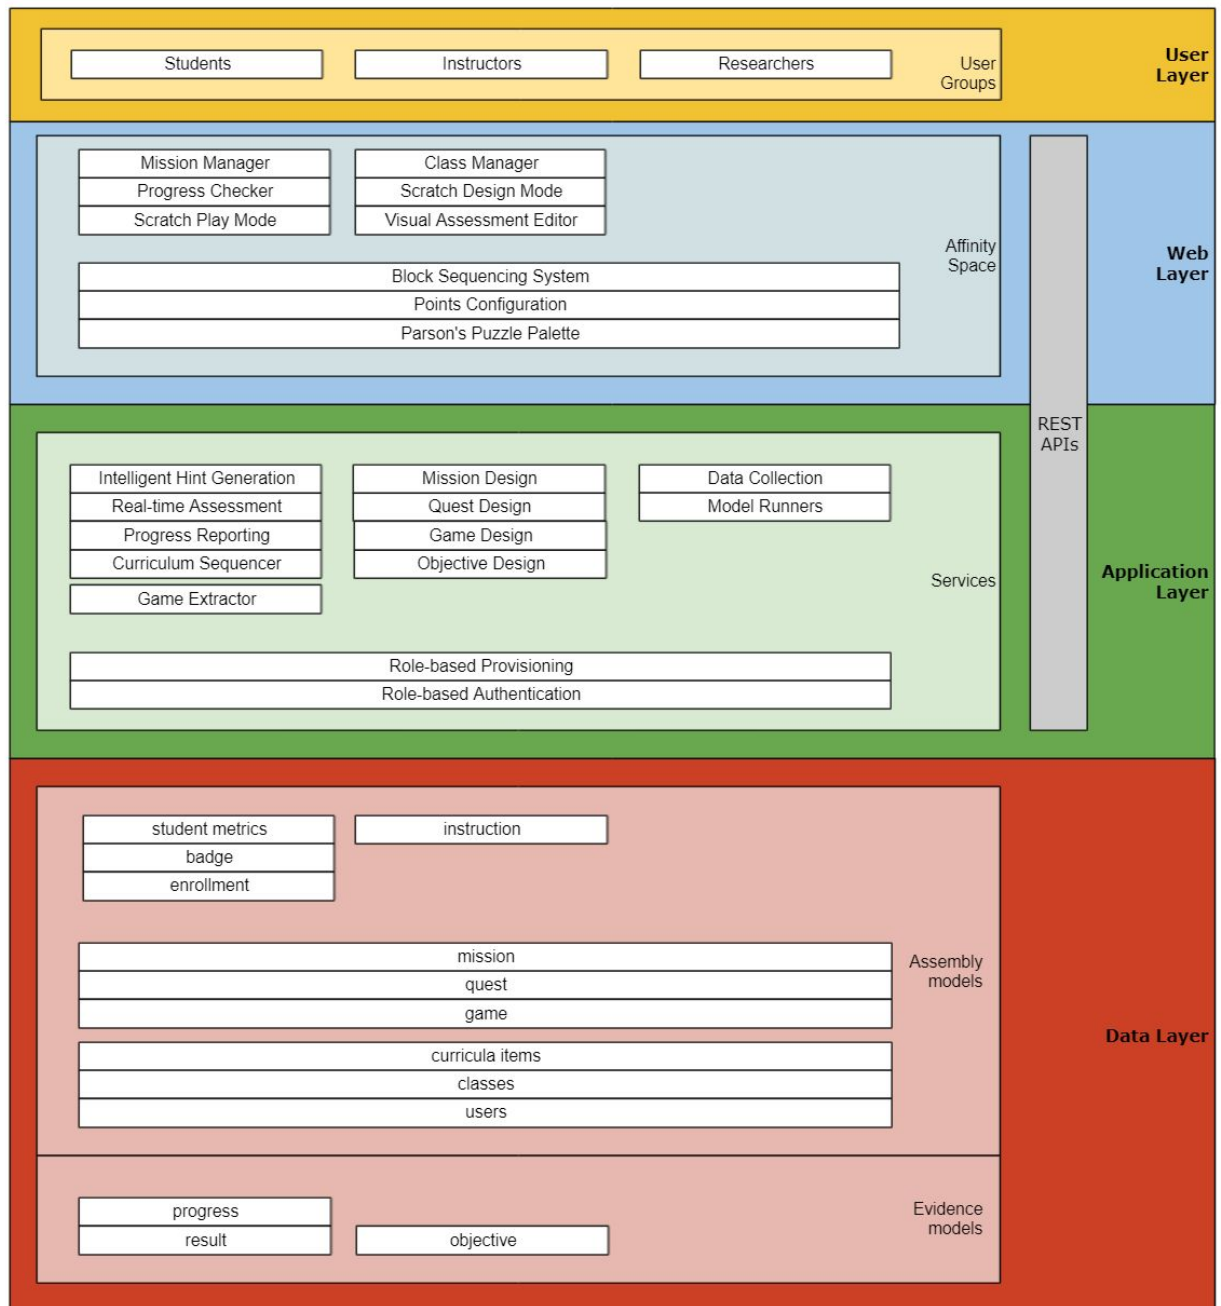 Students
Instructors
Researchers
User
Groups
User
Layer
Mission Manager
Progress Checker
Scratch Play Mode
Class Manager
Scratch Design Mode
Visual Assessment Editor
Block Sequencing System
Points Configuration
Parson's Puzzle Palette
Affinity
Space
Web
Layer
REST
APIs
Intelligent Hint Generation
Real-time Assessment
Progress Reporting
Curriculum Sequencer
Game Extractor
Mission Design
Quest Design
Game Design
Objective Design
Data Collection
Model Runners
Role-based Provisioning
Role-based Authentication
Services
Application
Layer
student metrics
badge
enrollment
instruction
mission
quest
game
curricula items
classes
users
Assembly
models
Data Layer
progress
result
objective
Evidence
models